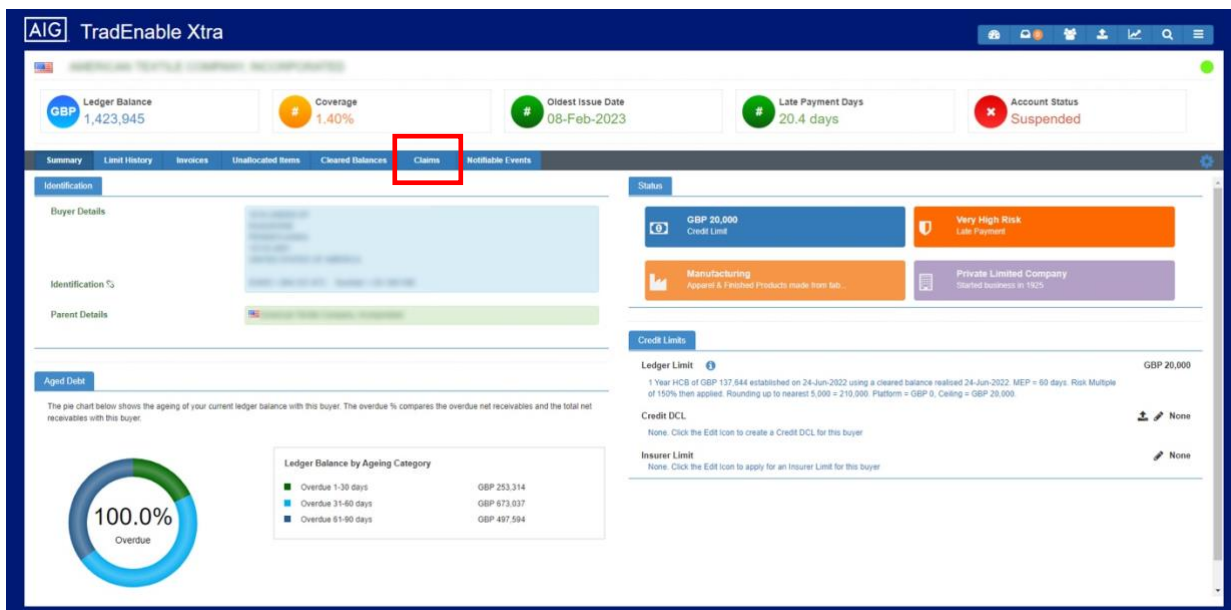 AIG TradEnable Xtra
GBP
Ledger Balance
1,423,945
#
Coverage
1.40%
#
Oldest Issue Date
08-Feb-2023
#
Late Payment Days
20.4 days
Account Status
Suspended
Summary Limit History Invoices Unallocated Items Cleared Balances Claims Notifiable Events
Identification
Buyer Details
Identification
Parent Details
Aged Debt
The pie chart below shows the ageing of your current ledger balance with this buyer. The overdue % compares the overdue net receivables and the total net
receivables with this buyer.
100.0%
Overdue
Ledger Balance by Ageing Category
Overdue 1-30 days GBP 253,314
Overdue 31-60 days GBP 673,037
Overdue 61-90 days GBP 497,594
Status
GBP 20,000
Credit Limit
Very High Risk
Late Payment
Manufacturing
Apparel & Finished Products made from fab...
Private Limited Company
Started business in 1925
Credit Limits
Ledger Limit GBP 20,000
1 Year HCB of GBP 137,644 established on 24-Jun-2022 using a cleared balance realised 24-Jun-2022. MEP = 60 days. Risk Multiple
of 150% then applied. Rounding up to nearest 5,000 = 210,000. Platform = GBP 0, Ceiling = GBP 20,000.
Credit DCL None
None. Click the Edit Icon to create a Credit DCL for this buyer
Insurer Limit None
None. Click the Edit Icon to apply for an Insurer Limit for this buyer